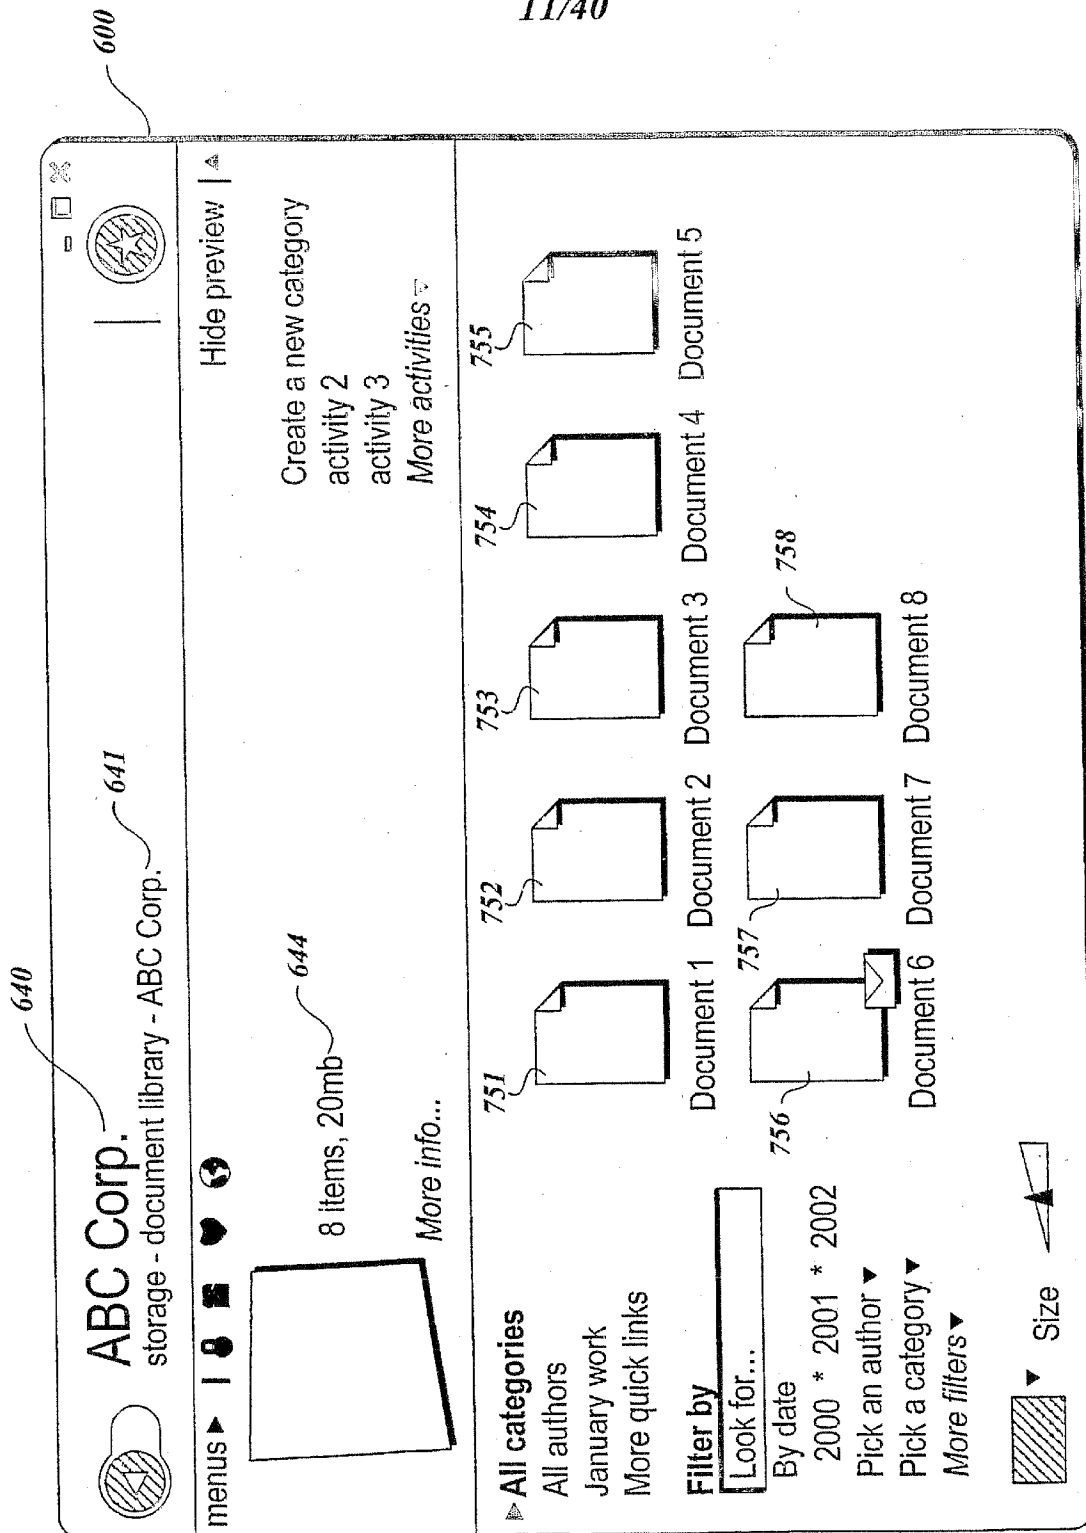 11/40
600
640
ABC Corp.
storage - document library - ABC Corp.
641
menus
Hide preview
8 items, 20mb
644
More info...
Create a new category
activity 2
activity 3
More activities
All categories
All authors
January work
More quick links
Filter by
Look for...
By date
2000 * 2001 * 2002
Pick an author
Pick a category
More filters
Size
751
752
753
754
755
Document 1
Document 2
Document 3
Document 4
Document 5
756
757
758
Document 6
Document 7
Document 8